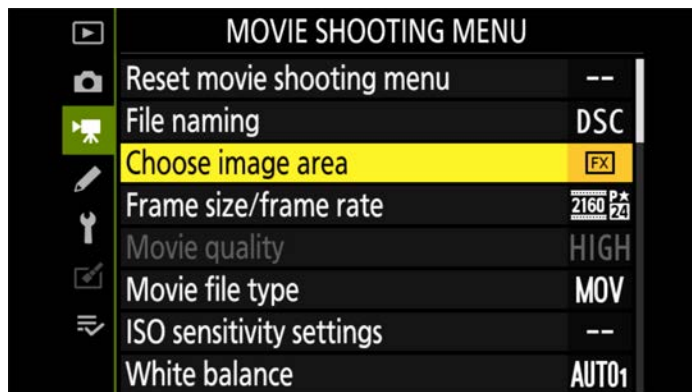 MOVIE SHOOTING MENU
Reset movie shooting menu --
File naming DSC
Choose image area FX
Frame size/frame rate 2160 P★ 24
Movie quality HIGH
Movie file type MOV
ISO sensitivity settings --
White balance AUTO1